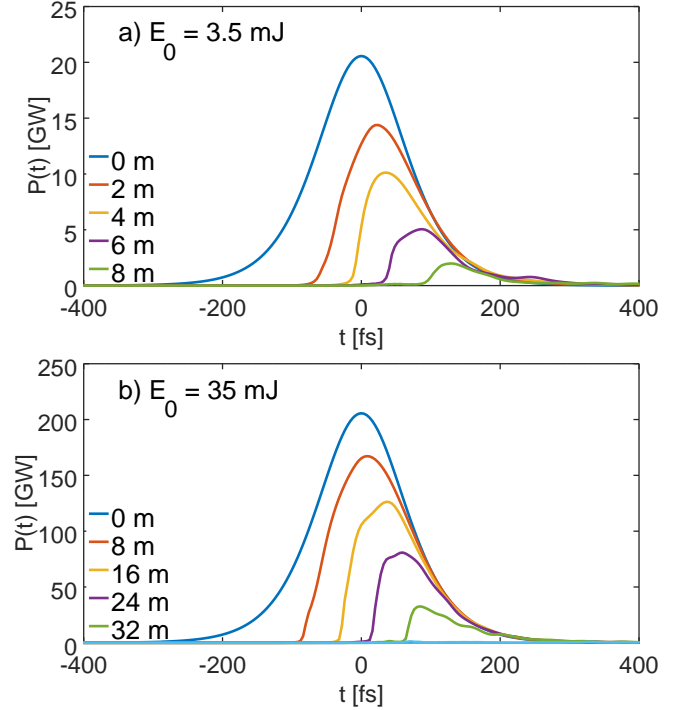 a) E_0 = 3.5 mJ
25
20
15
10
5
0
P(t) [GW]
0 m
2 m
4 m
6 m
8 m
-400 -200 0 200 400
t [fs]
b) E_0 = 35 mJ
250
200
150
100
50
0
P(t) [GW]
0 m
8 m
16 m
24 m
32 m
-400 -200 0 200 400
t [fs]